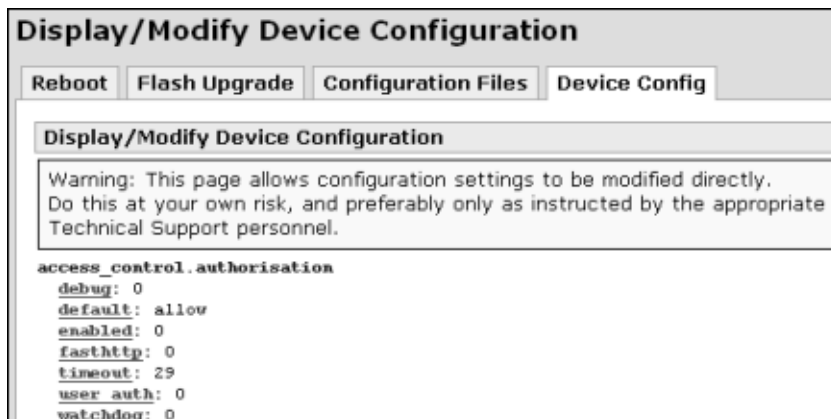 Display/Modify Device Configuration
Reboot Flash Upgrade Configuration Files Device Config
Display/Modify Device Configuration
Warning: This page allows configuration settings to be modified directly.
Do this at your own risk, and preferably only as instructed by the appropriate
Technical Support personnel.
access_control.authorisation
debug: 0
default: allow
enabled: 0
fasthttp: 0
timeout: 29
user_auth: 0
watchdog: 0